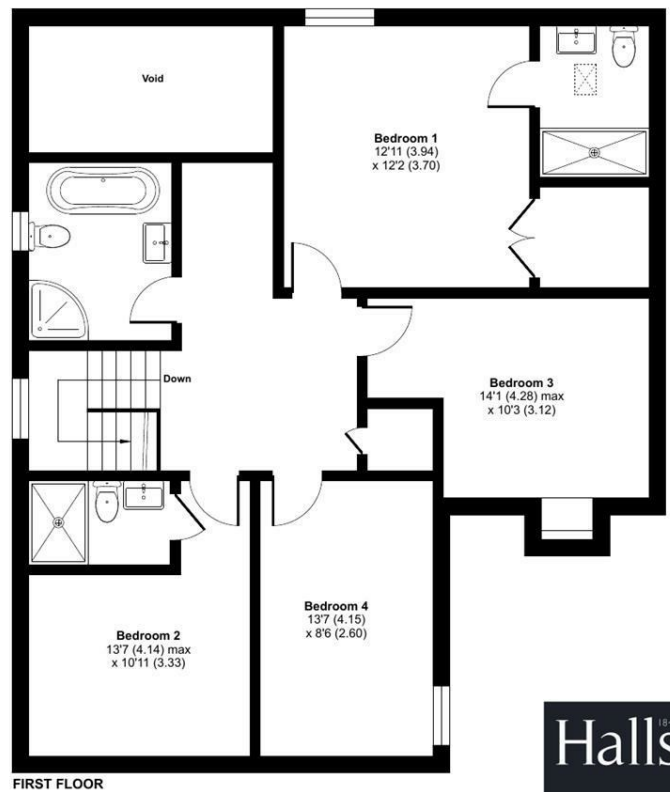 Void
Bedroom 1
12'11 (3.94)
x 12'2 (3.70)
Down
Bedroom 3
14'1 (4.28) max
x 10'3 (3.12)
Bedroom 2
13'7 (4.14) max
x 10'11 (3.33)
Bedroom 4
13'7 (4.15)
x 8'6 (2.60)
FIRST FLOOR
Halls